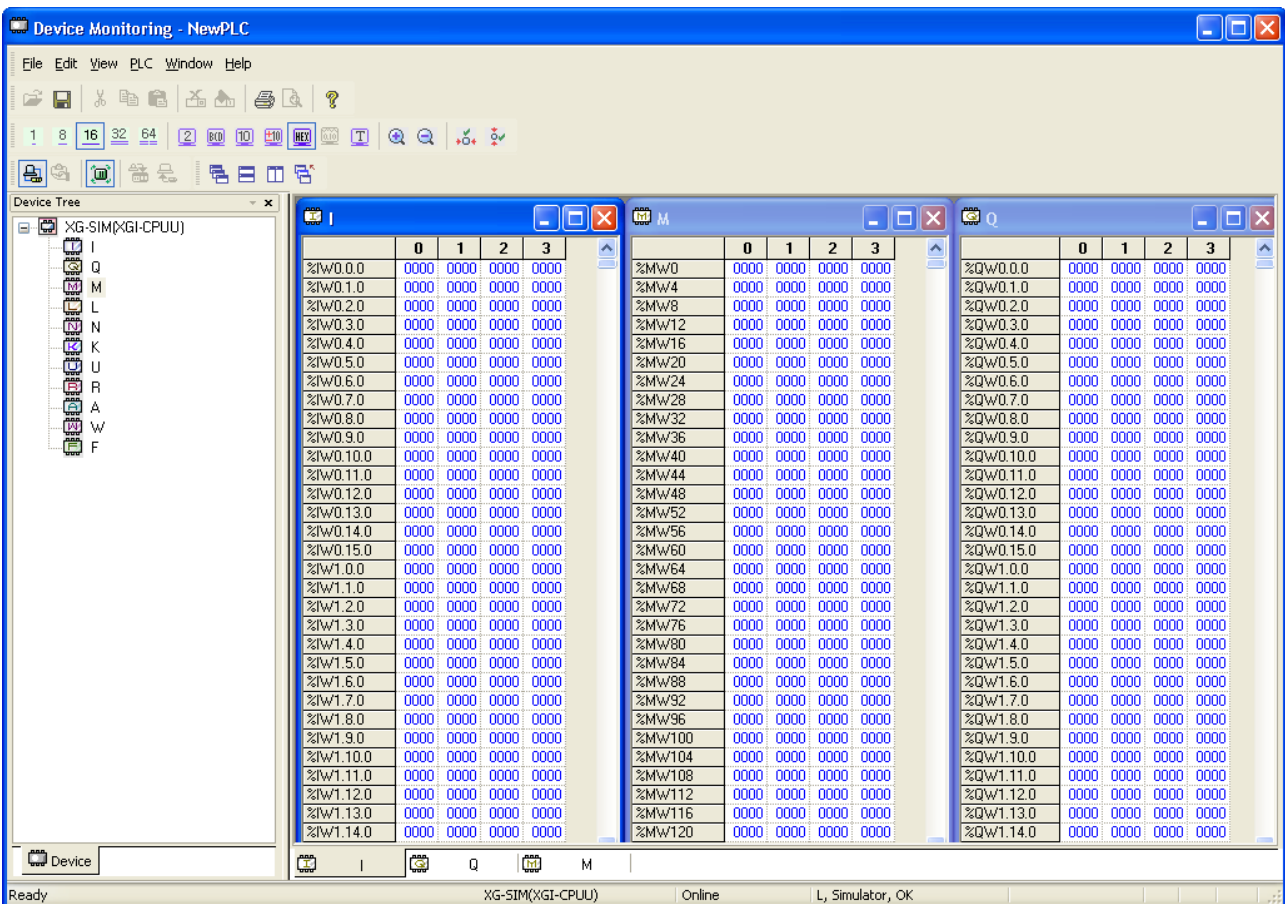 Device Monitoring - NewPLC
File Edit View PLC Window Help
1 8 16 32 64 2 BCD 10 ±10 HEX T
Device Tree
XG-SIM(XGI-CPUU)
I
Q
M
L
N
K
U
R
A
W
F
Device
I
0 1 2 3
%IW0.0.0 0000 0000 0000 0000
%IW0.1.0 0000 0000 0000 0000
%IW0.2.0 0000 0000 0000 0000
%IW0.3.0 0000 0000 0000 0000
%IW0.4.0 0000 0000 0000 0000
%IW0.5.0 0000 0000 0000 0000
%IW0.6.0 0000 0000 0000 0000
%IW0.7.0 0000 0000 0000 0000
%IW0.8.0 0000 0000 0000 0000
%IW0.9.0 0000 0000 0000 0000
%IW0.10.0 0000 0000 0000 0000
%IW0.11.0 0000 0000 0000 0000
%IW0.12.0 0000 0000 0000 0000
%IW0.13.0 0000 0000 0000 0000
%IW0.14.0 0000 0000 0000 0000
%IW0.15.0 0000 0000 0000 0000
%IW1.0.0 0000 0000 0000 0000
%IW1.1.0 0000 0000 0000 0000
%IW1.2.0 0000 0000 0000 0000
%IW1.3.0 0000 0000 0000 0000
%IW1.4.0 0000 0000 0000 0000
%IW1.5.0 0000 0000 0000 0000
%IW1.6.0 0000 0000 0000 0000
%IW1.7.0 0000 0000 0000 0000
%IW1.8.0 0000 0000 0000 0000
%IW1.9.0 0000 0000 0000 0000
%IW1.10.0 0000 0000 0000 0000
%IW1.11.0 0000 0000 0000 0000
%IW1.12.0 0000 0000 0000 0000
%IW1.13.0 0000 0000 0000 0000
%IW1.14.0 0000 0000 0000 0000
M
0 1 2 3
%MW0 0000 0000 0000 0000
%MW4 0000 0000 0000 0000
%MW8 0000 0000 0000 0000
%MW12 0000 0000 0000 0000
%MW16 0000 0000 0000 0000
%MW20 0000 0000 0000 0000
%MW24 0000 0000 0000 0000
%MW28 0000 0000 0000 0000
%MW32 0000 0000 0000 0000
%MW36 0000 0000 0000 0000
%MW40 0000 0000 0000 0000
%MW44 0000 0000 0000 0000
%MW48 0000 0000 0000 0000
%MW52 0000 0000 0000 0000
%MW56 0000 0000 0000 0000
%MW60 0000 0000 0000 0000
%MW64 0000 0000 0000 0000
%MW68 0000 0000 0000 0000
%MW72 0000 0000 0000 0000
%MW76 0000 0000 0000 0000
%MW80 0000 0000 0000 0000
%MW84 0000 0000 0000 0000
%MW88 0000 0000 0000 0000
%MW92 0000 0000 0000 0000
%MW96 0000 0000 0000 0000
%MW100 0000 0000 0000 0000
%MW104 0000 0000 0000 0000
%MW108 0000 0000 0000 0000
%MW112 0000 0000 0000 0000
%MW116 0000 0000 0000 0000
%MW120 0000 0000 0000 0000
Q
0 1 2 3
%QW0.0.0 0000 0000 0000 0000
%QW0.1.0 0000 0000 0000 0000
%QW0.2.0 0000 0000 0000 0000
%QW0.3.0 0000 0000 0000 0000
%QW0.4.0 0000 0000 0000 0000
%QW0.5.0 0000 0000 0000 0000
%QW0.6.0 0000 0000 0000 0000
%QW0.7.0 0000 0000 0000 0000
%QW0.8.0 0000 0000 0000 0000
%QW0.9.0 0000 0000 0000 0000
%QW0.10.0 0000 0000 0000 0000
%QW0.11.0 0000 0000 0000 0000
%QW0.12.0 0000 0000 0000 0000
%QW0.13.0 0000 0000 0000 0000
%QW0.14.0 0000 0000 0000 0000
%QW0.15.0 0000 0000 0000 0000
%QW1.0.0 0000 0000 0000 0000
%QW1.1.0 0000 0000 0000 0000
%QW1.2.0 0000 0000 0000 0000
%QW1.3.0 0000 0000 0000 0000
%QW1.4.0 0000 0000 0000 0000
%QW1.5.0 0000 0000 0000 0000
%QW1.6.0 0000 0000 0000 0000
%QW1.7.0 0000 0000 0000 0000
%QW1.8.0 0000 0000 0000 0000
%QW1.9.0 0000 0000 0000 0000
%QW1.10.0 0000 0000 0000 0000
%QW1.11.0 0000 0000 0000 0000
%QW1.12.0 0000 0000 0000 0000
%QW1.13.0 0000 0000 0000 0000
%QW1.14.0 0000 0000 0000 0000
I Q M
Ready XG-SIM(XGI-CPUU) Online L, Simulator, OK